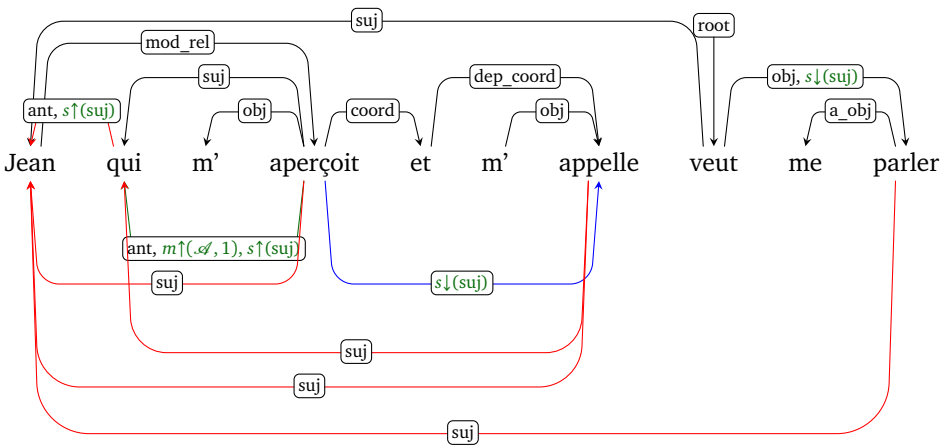 suj
root
mod_rel
suj
dep_coord
obj, s↓(suj)
ant, s↑(suj)
obj
coord
obj
a_obj
Jean qui m' aperçoit et m' appelle veut me parler
ant, m↑(𝒜, 1), s↑(suj)
suj
s↓(suj)
suj
suj
suj